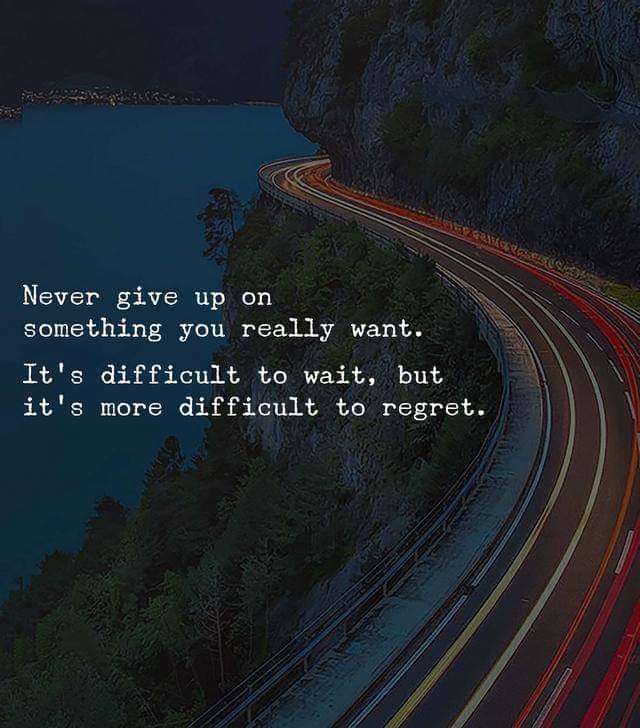 Never give up on
something you really want.
It's difficult to wait, but
it's more difficult to regret.